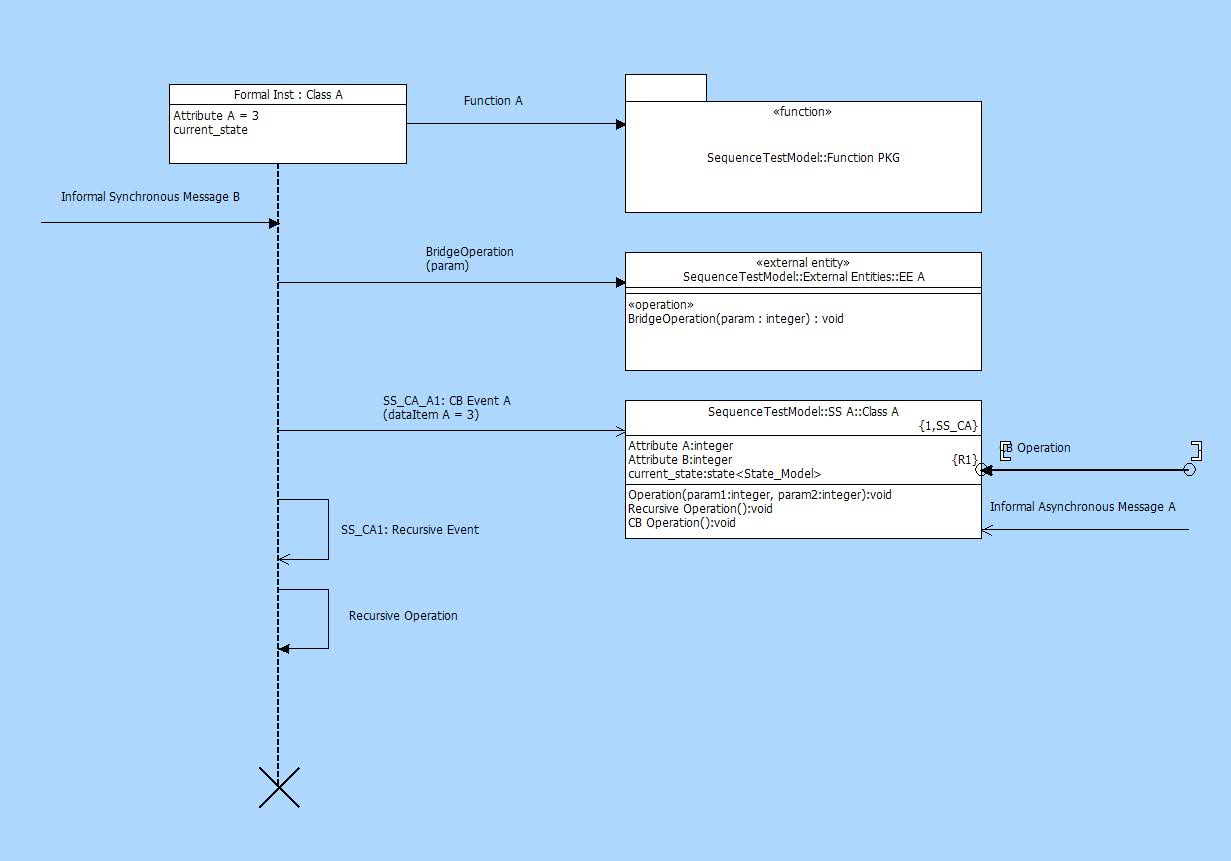 Formal Inst : Class A
Attribute A = 3
current_state
Function A
«function»
SequenceTestModel::Function PKG
Informal Synchronous Message B
BridgeOperation
(param)
«external entity»
SequenceTestModel::External Entities::EE A
«operation»
BridgeOperation(param : integer) : void
SS_CA_A1: CB Event A
(dataItem A = 3)
SequenceTestModel::SS A::Class A
{1,SS_CA}
Attribute A:integer
Attribute B:integer
{R1}
current_state:state<State_Model>
Operation(param1:integer, param2:integer):void
Recursive Operation():void
CB Operation():void
CB Operation
Informal Asynchronous Message A
SS_CA1: Recursive Event
Recursive Operation